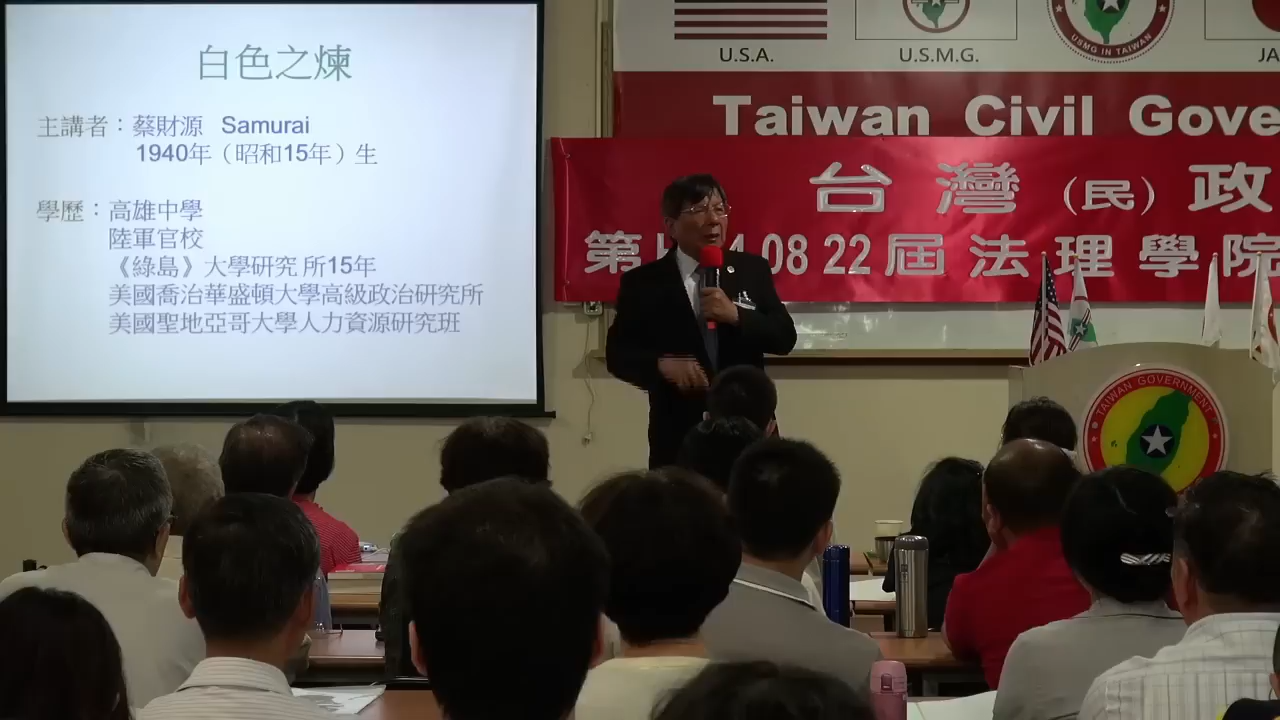 白色之煉
主講者：蔡財源 Samurai
1940年（昭和15年）生
學歷：高雄中學
陸軍官校
《綠島》大學研究 所15年
美國喬治華盛頓大學高級政治研究所
美國聖地亞哥大學人力資源研究班
U.S.A.
U.S.M.G.
USMG IN TAIWAN
JA
Taiwan Civil Gove
台灣（民）政
第 08 22 屆法理學院
TAIWAN GOVERNMENT